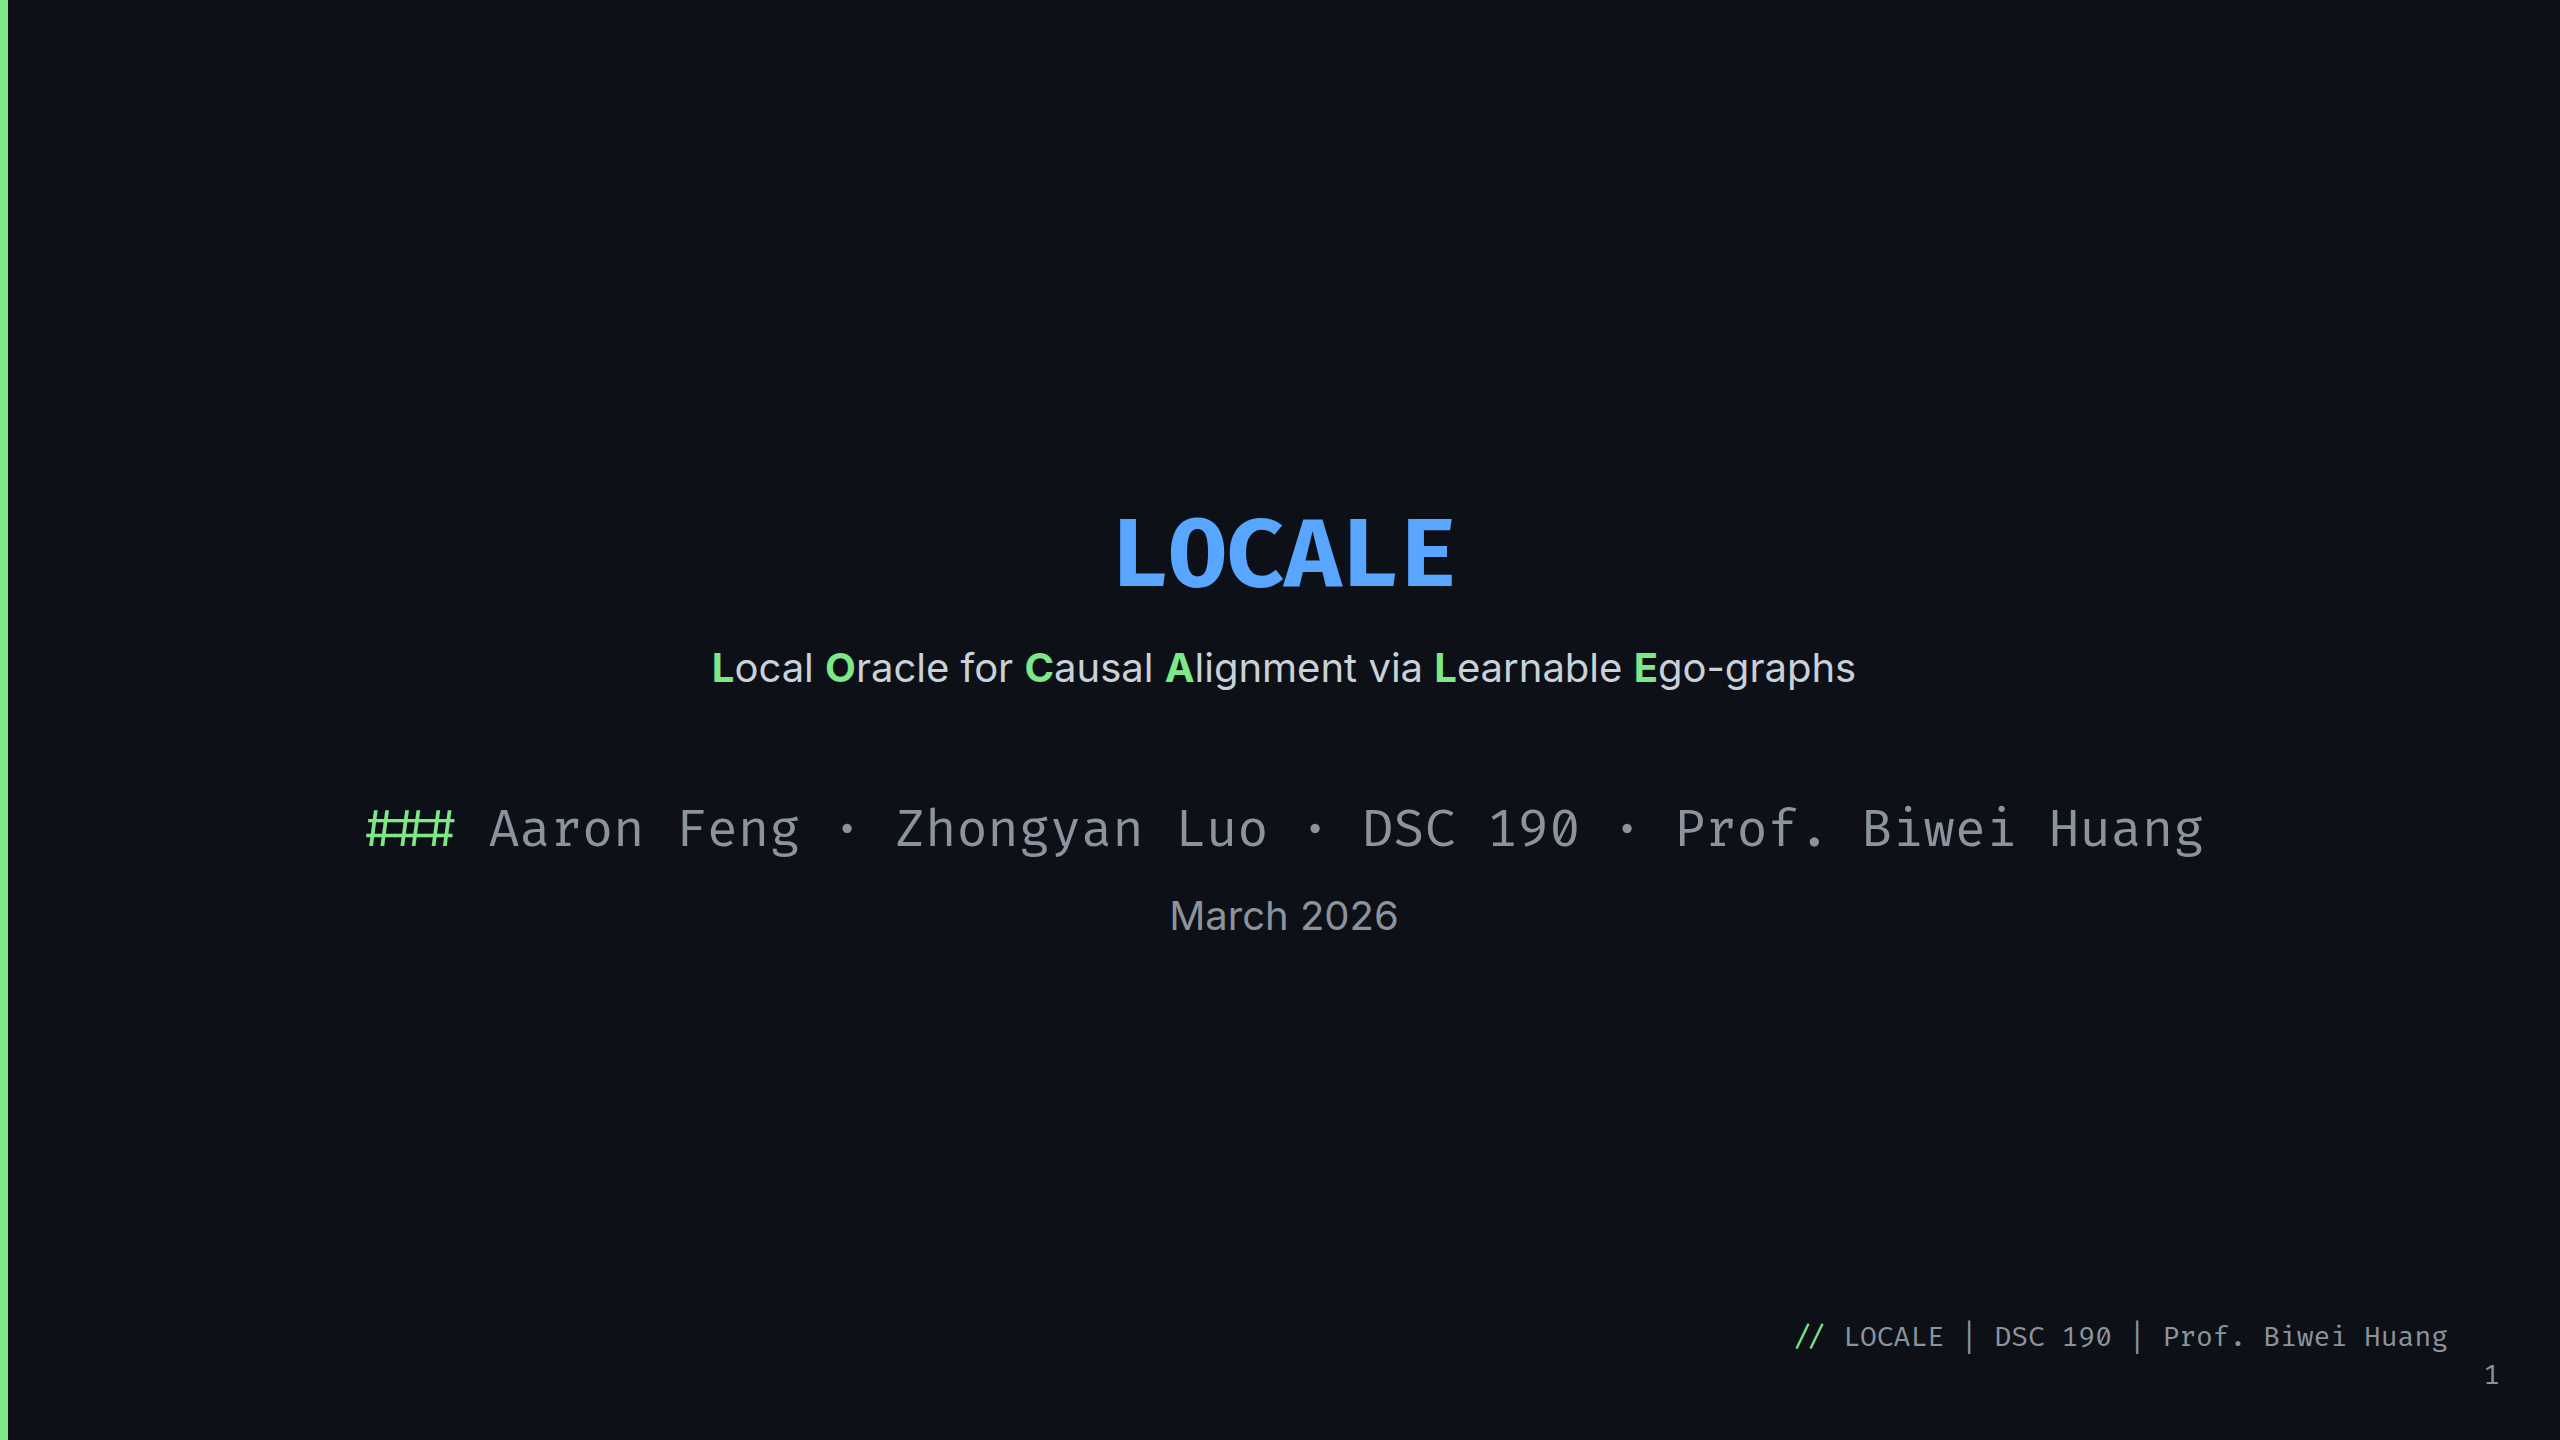 LOCALE
Local Oracle for Causal Alignment via Learnable Ego-graphs
### Aaron Feng · Zhongyan Luo · DSC 190 · Prof. Biwei Huang
March 2026
// LOCALE | DSC 190 | Prof. Biwei Huang
1